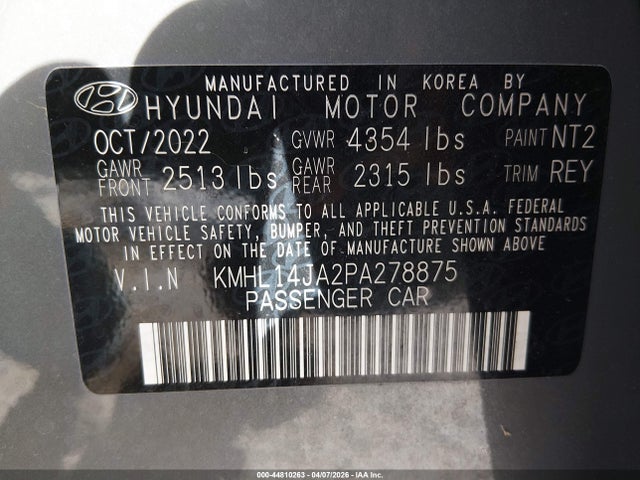 MANUFACTURED IN KOREA BY
HYUNDAI MOTOR COMPANY
OCT/2022 GVWR 4354 lbs PAINT NT2
GAWR FRONT 2513 lbs GAWR REAR 2315 lbs TRIM REY
THIS VEHICLE CONFORMS TO ALL APPLICABLE U.S.A. FEDERAL
MOTOR VEHICLE SAFETY, BUMPER, AND THEFT PREVENTION STANDARDS
IN EFFECT ON THE DATE OF MANUFACTURE SHOWN ABOVE
V.I.N KMHL14JA2PA278875
PASSENGER CAR
000-44810263 - 04/07/2026 - IAA Inc.